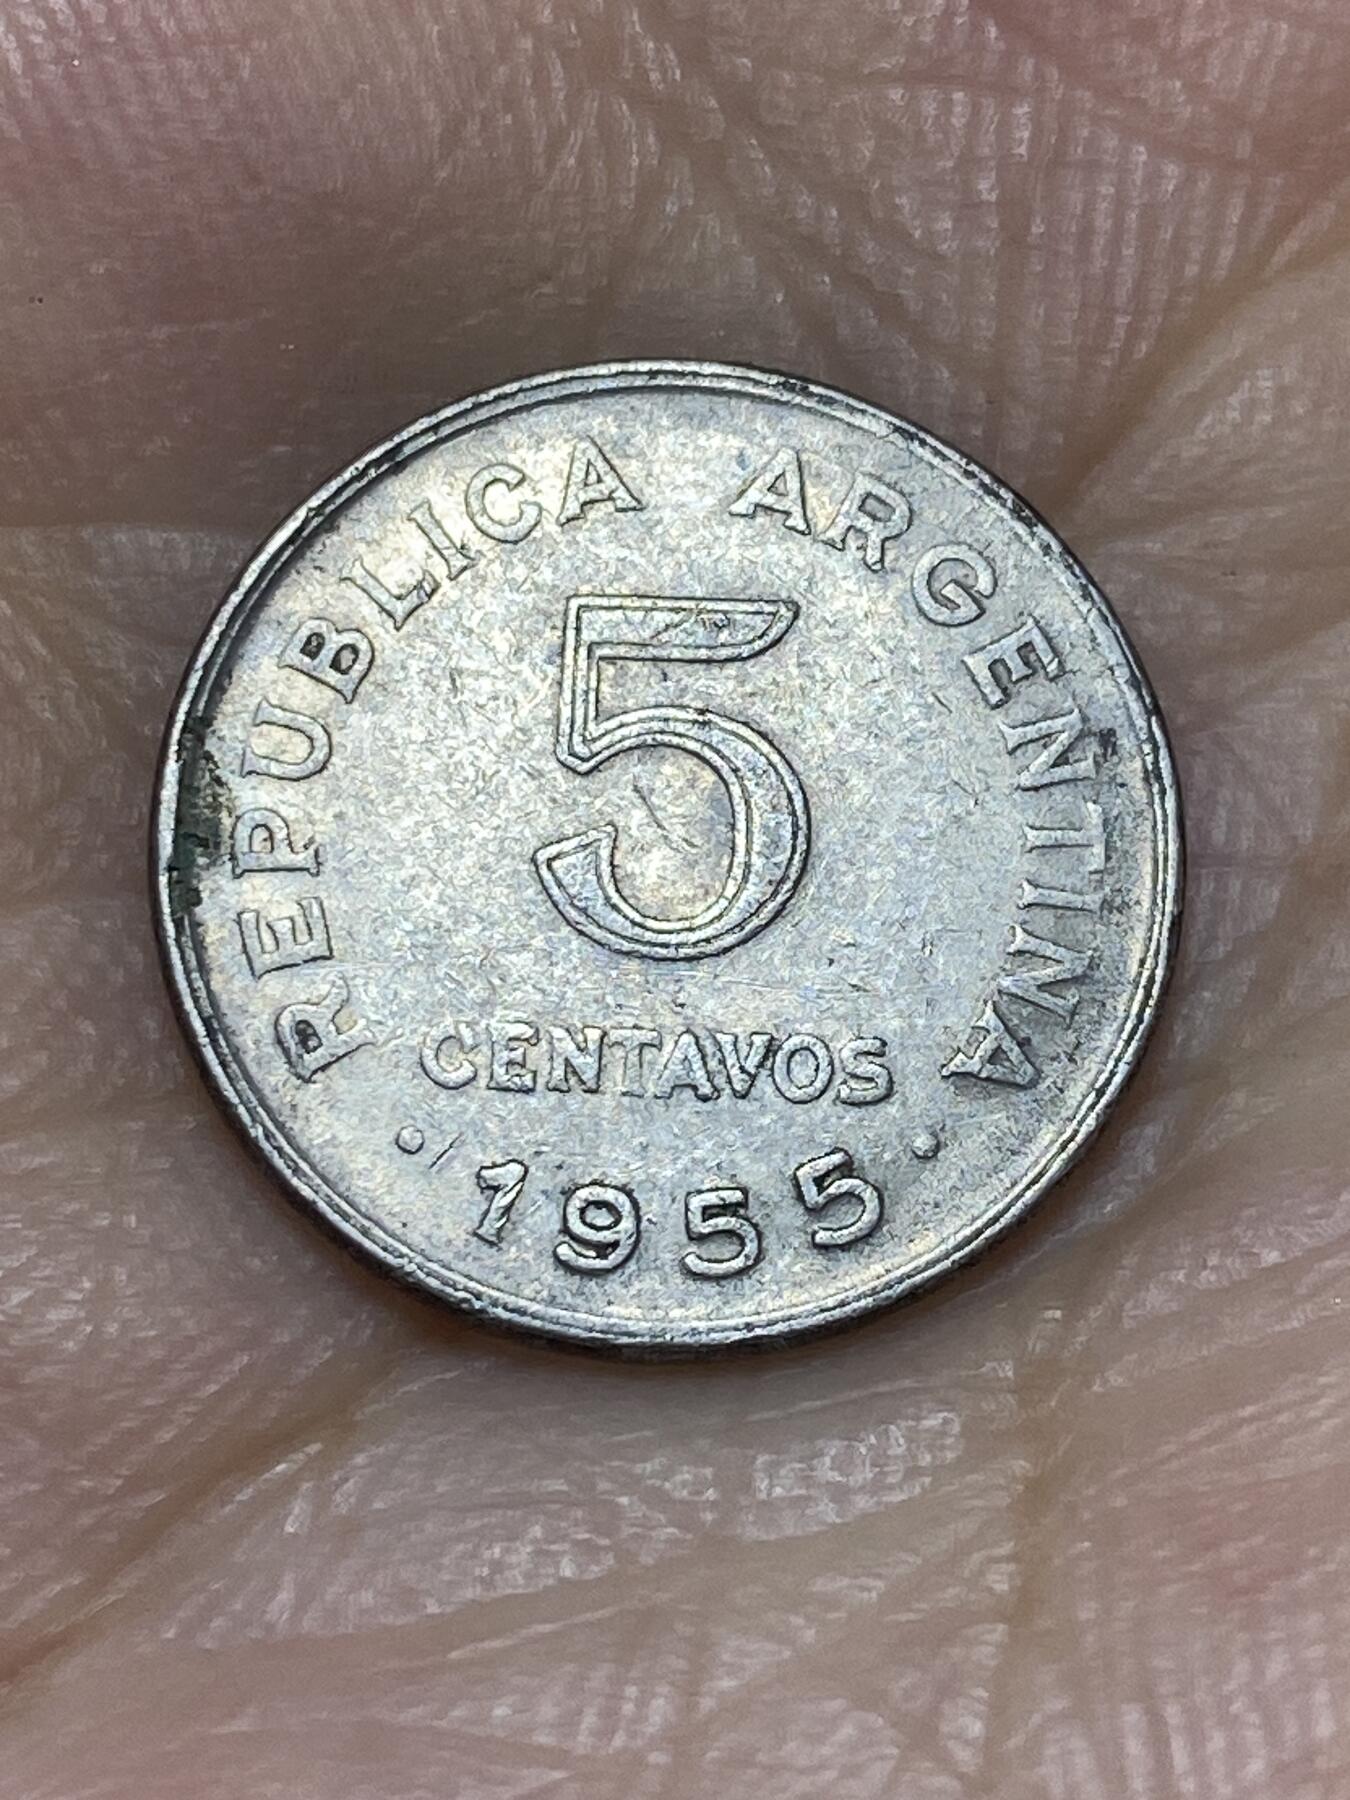 REPUBLICA ARGENTINA
5
CENTAVOS
• 1955 •